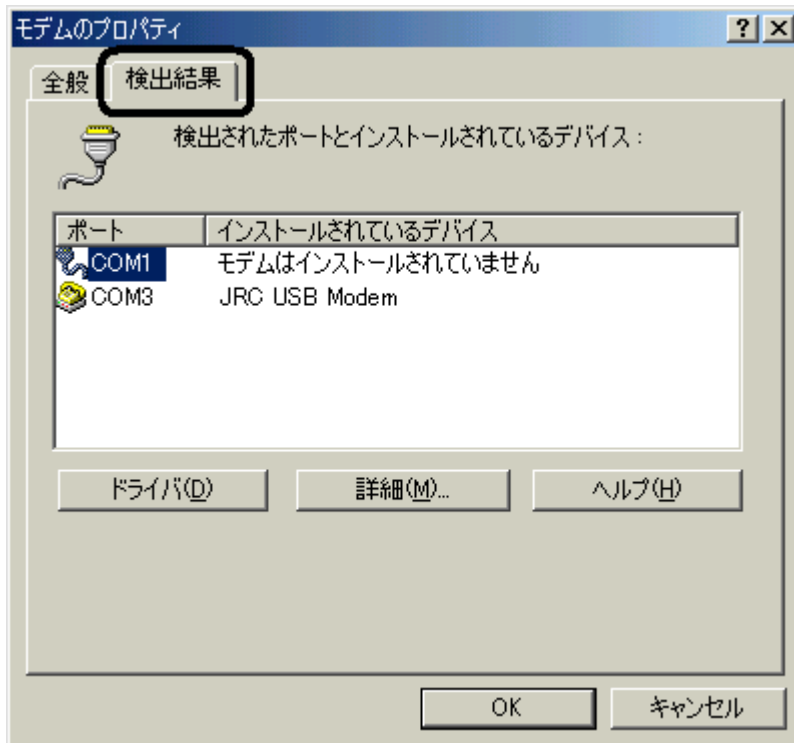 モデムのプロパティ
全般 検出結果
検出されたポートとインストールされているデバイス：
ポート インストールされているデバイス
COM1 モデムはインストールされていません
COM3 JRC USB Modem
ドライバ(D) 詳細(M)... ヘルプ(H)
OK キャンセル